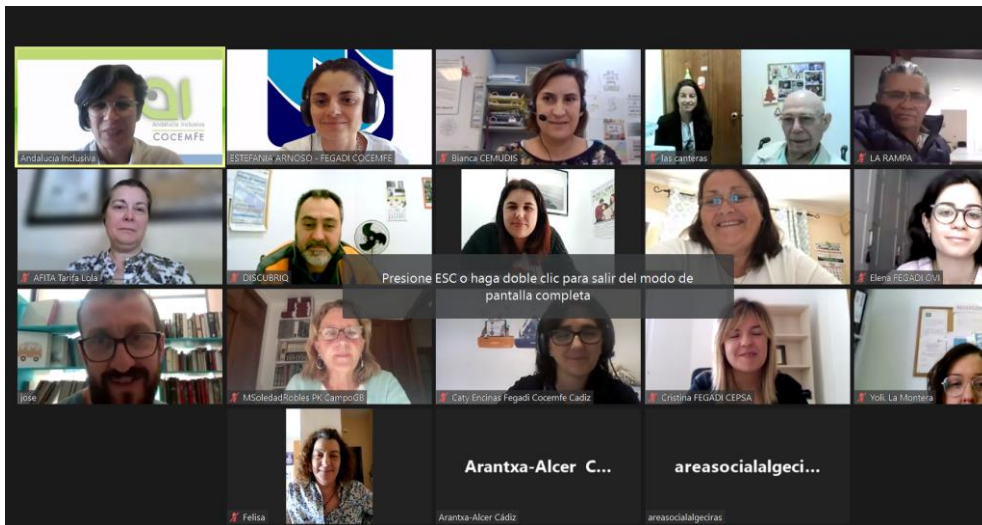 Andalucía Inclusiva
COCEMFE
Andalucía Inclusiva
ESTEFANIA ARNOSO - FEGADI COCEMFE
Bianca CEMUDIS
las canteras
LA RAMPA
AFITA Tarifa Lola
DISCUBRIQ
Elena FEGADI OVI
Presione ESC o haga doble clic para salir del modo de
pantalla completa
jose
MSoledadRobles PK CampoGB
Caty Encinas Fegadi Cocemfe Cadiz
Cristina FEGADI CEPSA
Yoli. La Montera
Felisa
Arantxa-Alcer C...
Arantxa-Alcer Cádiz
areasocialalgeci...
areasocialalgeciras